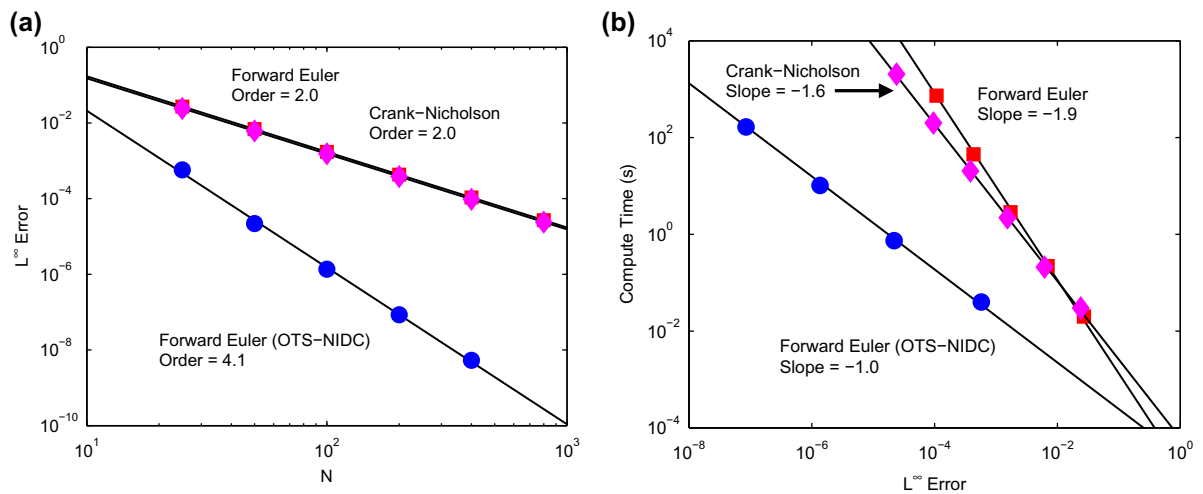 (a)
10^0
10^−2
10^−4
10^−6
10^−8
10^−10
L^∞ Error
Forward Euler
Order = 2.0
Crank−Nicholson
Order = 2.0
Forward Euler (OTS−NIDC)
Order = 4.1
10^1
10^2
10^3
N
(b)
10^4
10^2
10^0
10^−2
10^−4
Compute Time (s)
Crank−Nicholson
Slope = −1.6
Forward Euler
Slope = −1.9
Forward Euler (OTS−NIDC)
Slope = −1.0
10^−8
10^−6
10^−4
10^−2
10^0
L^∞ Error